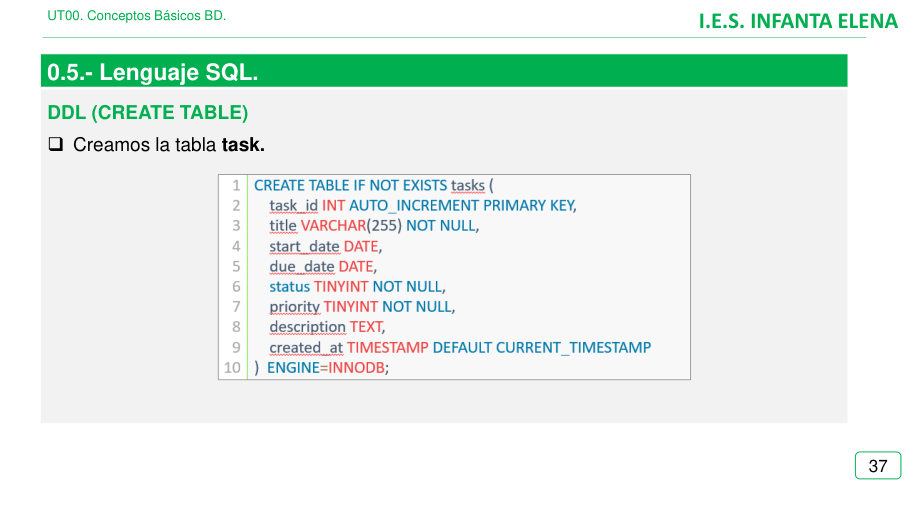 UT00. Conceptos Básicos BD.
I.E.S. INFANTA ELENA
0.5.- Lenguaje SQL.
DDL (CREATE TABLE)
❑ Creamos la tabla task.
1 CREATE TABLE IF NOT EXISTS tasks (
2 task_id INT AUTO_INCREMENT PRIMARY KEY,
3 title VARCHAR(255) NOT NULL,
4 start_date DATE,
5 due_date DATE,
6 status TINYINT NOT NULL,
7 priority TINYINT NOT NULL,
8 description TEXT,
9 created_at TIMESTAMP DEFAULT CURRENT_TIMESTAMP
10 ) ENGINE=INNODB;
37